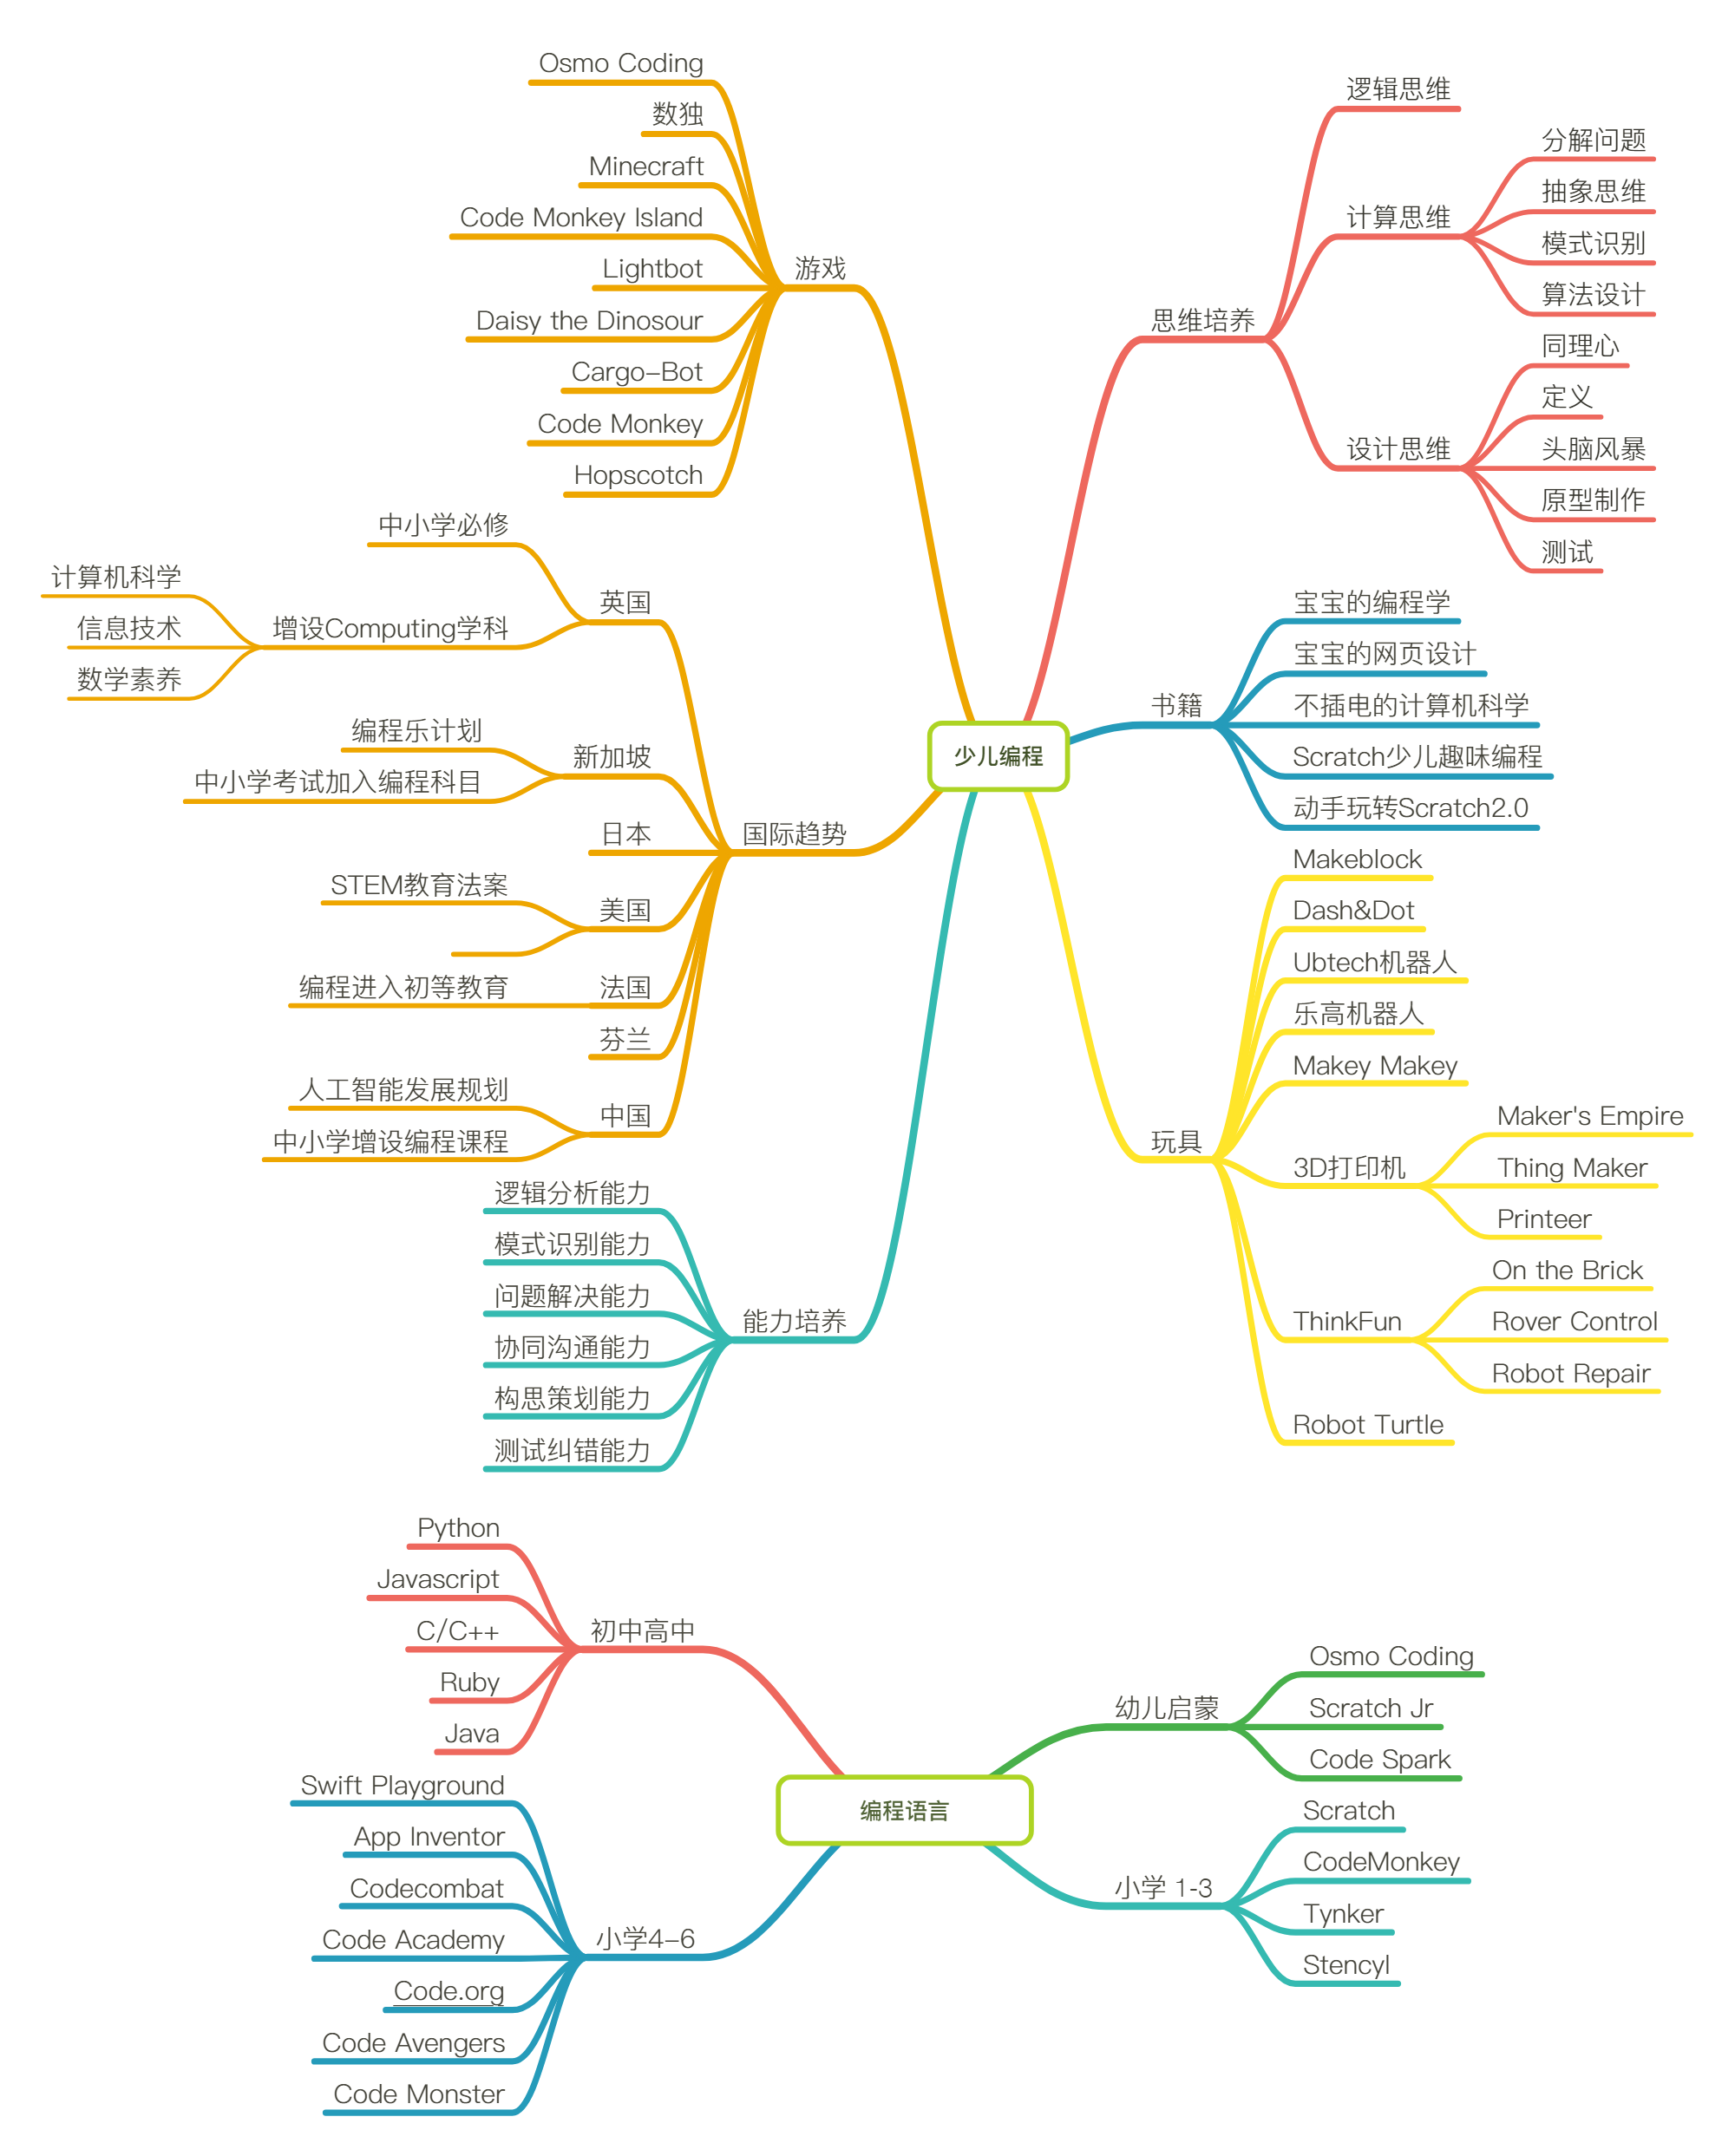 少儿编程
思维培养
逻辑思维
计算思维
分解问题
抽象思维
模式识别
算法设计
设计思维
同理心
定义
头脑风暴
原型制作
测试
书籍
宝宝的编程学
宝宝的网页设计
不插电的计算机科学
Scratch少儿趣味编程
动手玩转Scratch2.0
玩具
Makeblock
Dash&Dot
Ubtech机器人
乐高机器人
Makey Makey
3D打印机
Maker's Empire
Thing Maker
Printeer
ThinkFun
On the Brick
Rover Control
Robot Repair
Robot Turtle
游戏
Osmo Coding
数独
Minecraft
Code Monkey Island
Lightbot
Daisy the Dinosour
Cargo-Bot
Code Monkey
Hopscotch
国际趋势
英国
中小学必修
增设Computing学科
计算机科学
信息技术
数学素养
新加坡
编程乐计划
中小学考试加入编程科目
日本
美国
STEM教育法案
法国
编程进入初等教育
芬兰
中国
人工智能发展规划
中小学增设编程课程
能力培养
逻辑分析能力
模式识别能力
问题解决能力
协同沟通能力
构思策划能力
测试纠错能力
编程语言
幼儿启蒙
Osmo Coding
Scratch Jr
Code Spark
小学 1-3
Scratch
CodeMonkey
Tynker
Stencyl
初中高中
Python
Javascript
C/C++
Ruby
Java
小学4-6
Swift Playground
App Inventor
Codecombat
Code Academy
Code.org
Code Avengers
Code Monster